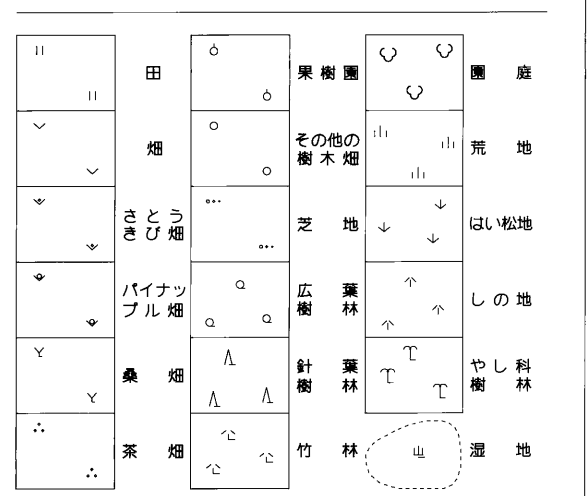 田
畑
さとう
きび畑
パイナッ
プル畑
桑畑
茶畑
果樹園
その他の
樹木畑
芝地
広葉
樹林
針葉
樹林
竹林
園庭
荒地
はい松地
しの地
やし科
樹林
湿地